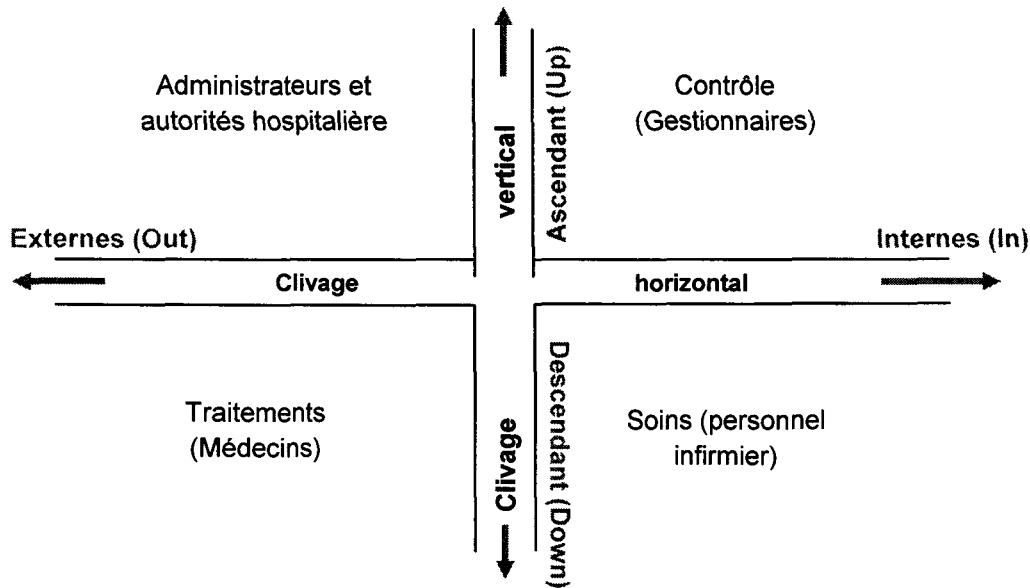 Administrateurs et
autorités hospitalière
vertical
Ascendant (Up)
Contrôle
(Gestionnaires)
Externes (Out)
Internes (In)
Clivage
horizontal
Traitements
(Médecins)
Clivage
Descendant (Down)
Soins (personnel
infirmier)